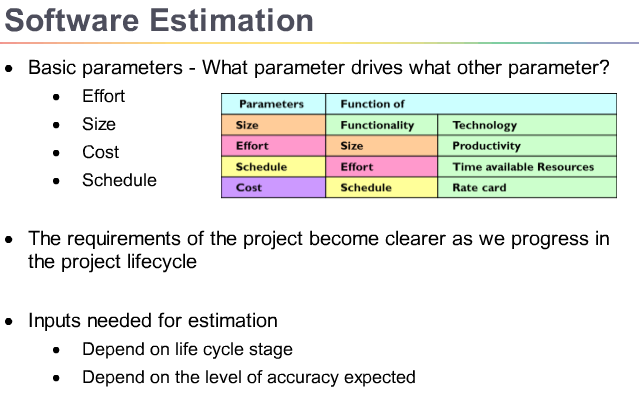 Software Estimation
• Basic parameters - What parameter drives what other parameter?
• Effort
• Size
• Cost
• Schedule
Parameters Function of
Size Functionality Technology
Effort Size Productivity
Schedule Effort Time available Resources
Cost Schedule Rate card
• The requirements of the project become clearer as we progress in
the project lifecycle
• Inputs needed for estimation
• Depend on life cycle stage
• Depend on the level of accuracy expected